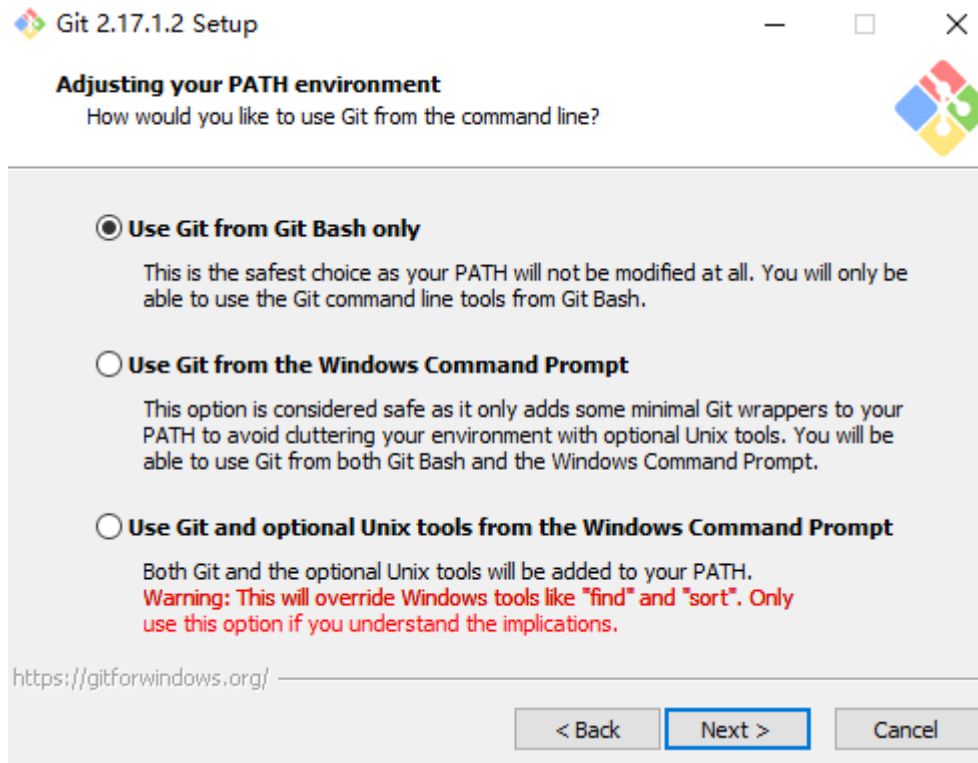 Git 2.17.1.2 Setup
Adjusting your PATH environment
How would you like to use Git from the command line?
Use Git from Git Bash only
This is the safest choice as your PATH will not be modified at all. You will only be
able to use the Git command line tools from Git Bash.
Use Git from the Windows Command Prompt
This option is considered safe as it only adds some minimal Git wrappers to your
PATH to avoid cluttering your environment with optional Unix tools. You will be
able to use Git from both Git Bash and the Windows Command Prompt.
Use Git and optional Unix tools from the Windows Command Prompt
Both Git and the optional Unix tools will be added to your PATH.
Warning: This will override Windows tools like "find" and "sort". Only
use this option if you understand the implications.
https://gitforwindows.org/
< Back Next > Cancel